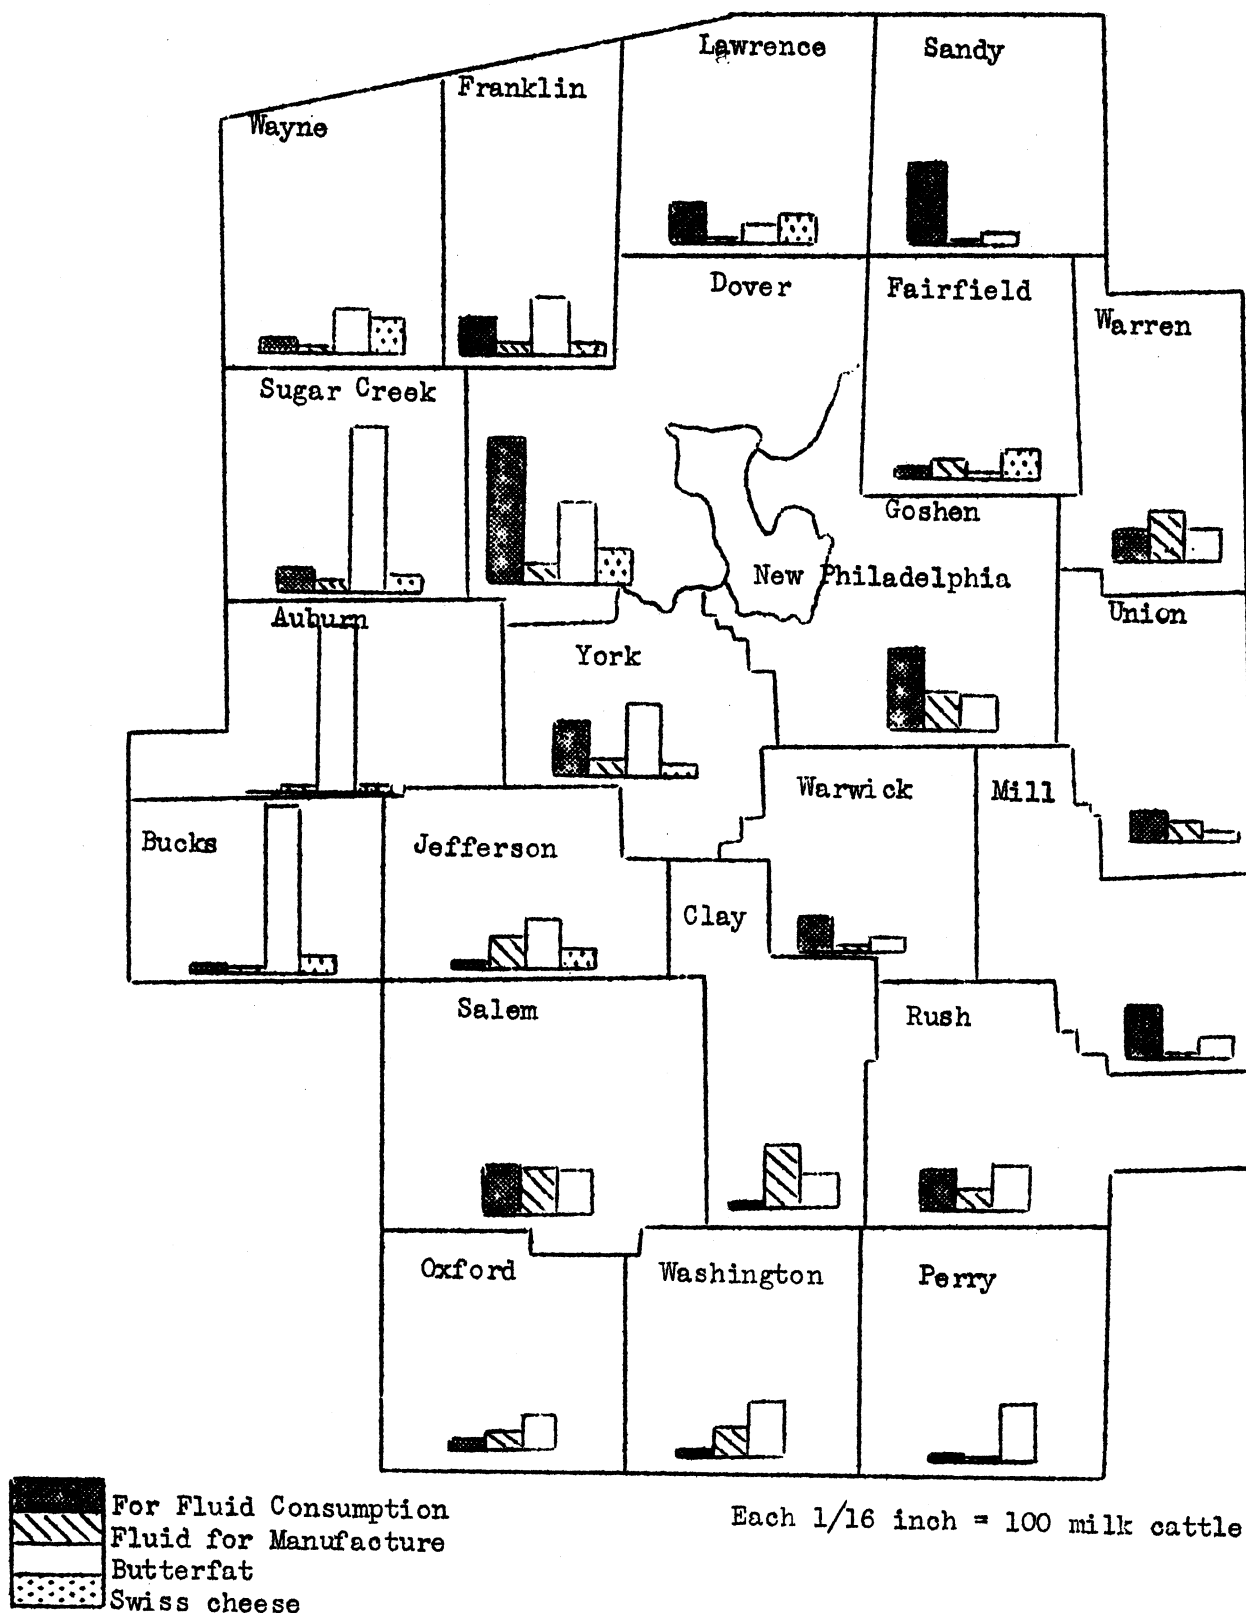 Lawrence
Sandy
Franklin
Wayne
Dover
Fairfield
Warren
Sugar Creek
Goshen
New Philadelphia
Union
Auburn
York
Warwick
Mill
Bucks
Jefferson
Clay
Salem
Rush
Oxford
Washington
Perry
For Fluid Consumption
Fluid for Manufacture
Butterfat
Swiss cheese
Each 1/16 inch = 100 milk cattle